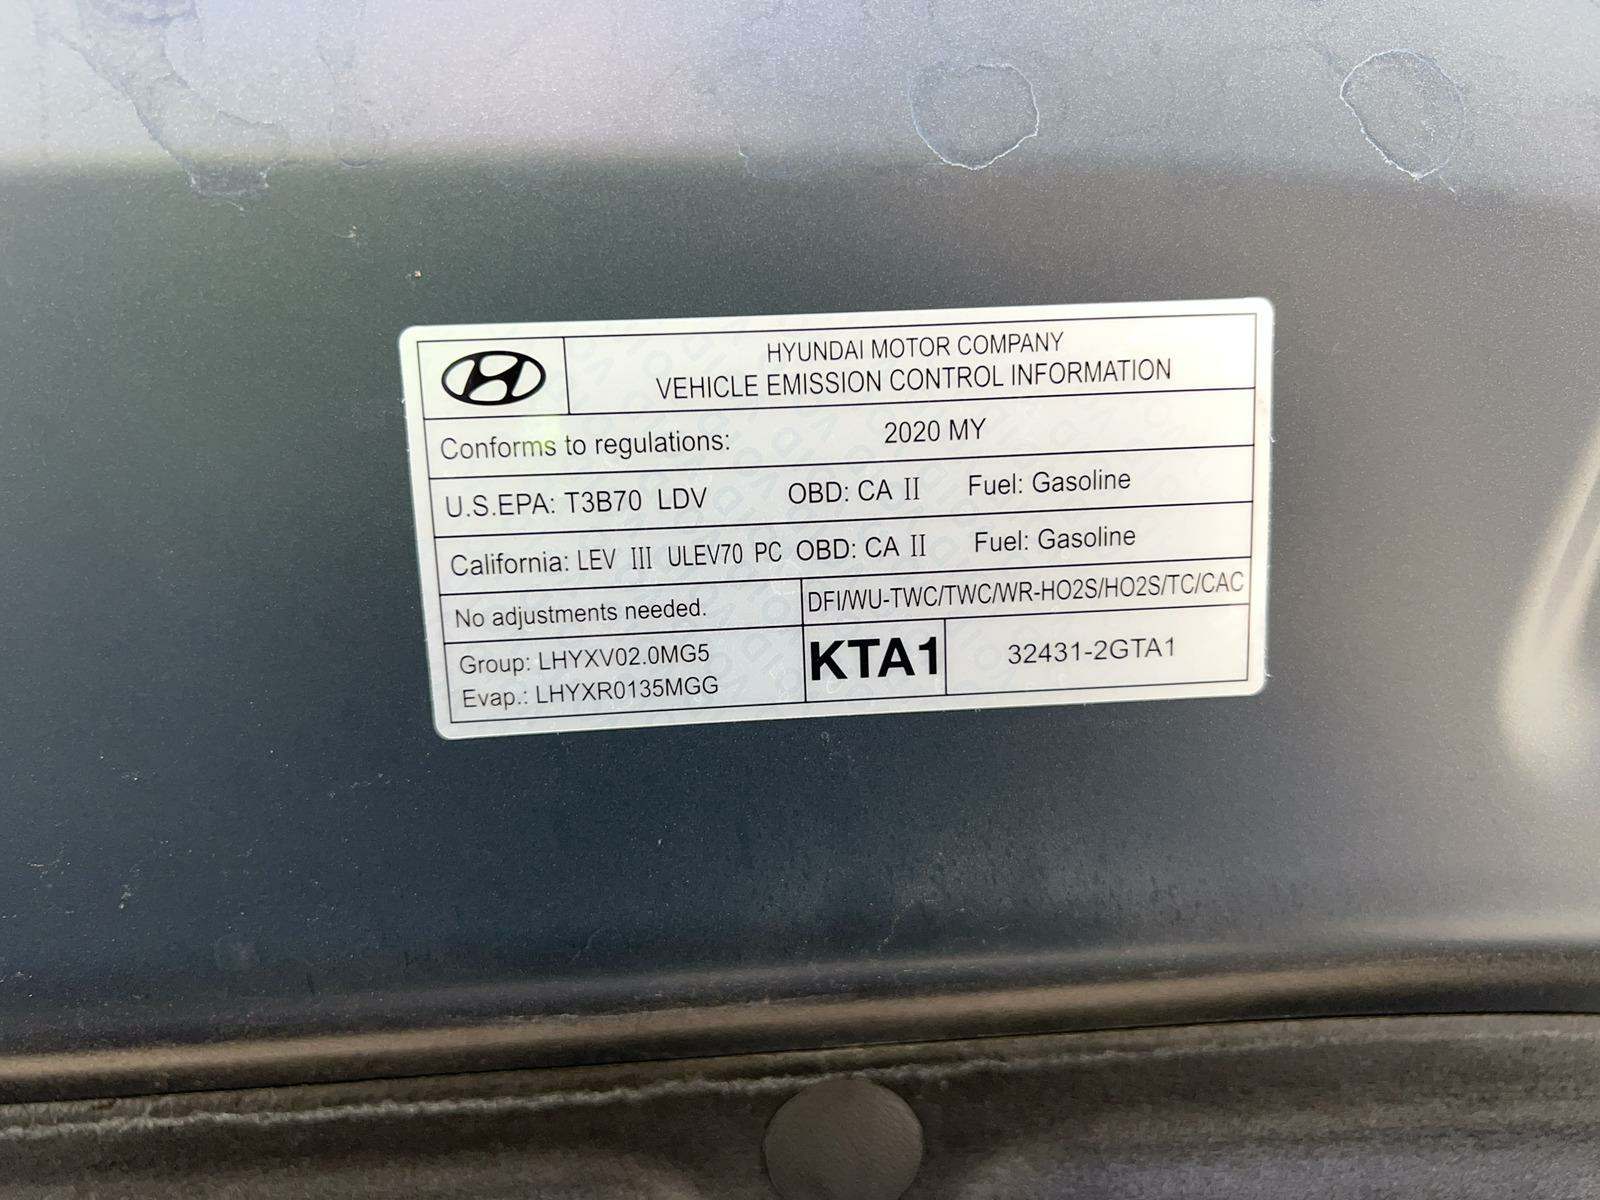 HYUNDAI MOTOR COMPANY
VEHICLE EMISSION CONTROL INFORMATION
Conforms to regulations: 2020 MY
U.S.EPA: T3B70 LDV OBD: CA II Fuel: Gasoline
California: LEV III ULEV70 PC OBD: CA II Fuel: Gasoline
No adjustments needed. DFI/WU-TWC/TWC/WR-HO2S/HO2S/TC/CAC
Group: LHYXV02.0MG5
Evap.: LHYXR0135MGG
KTA1
32431-2GTA1